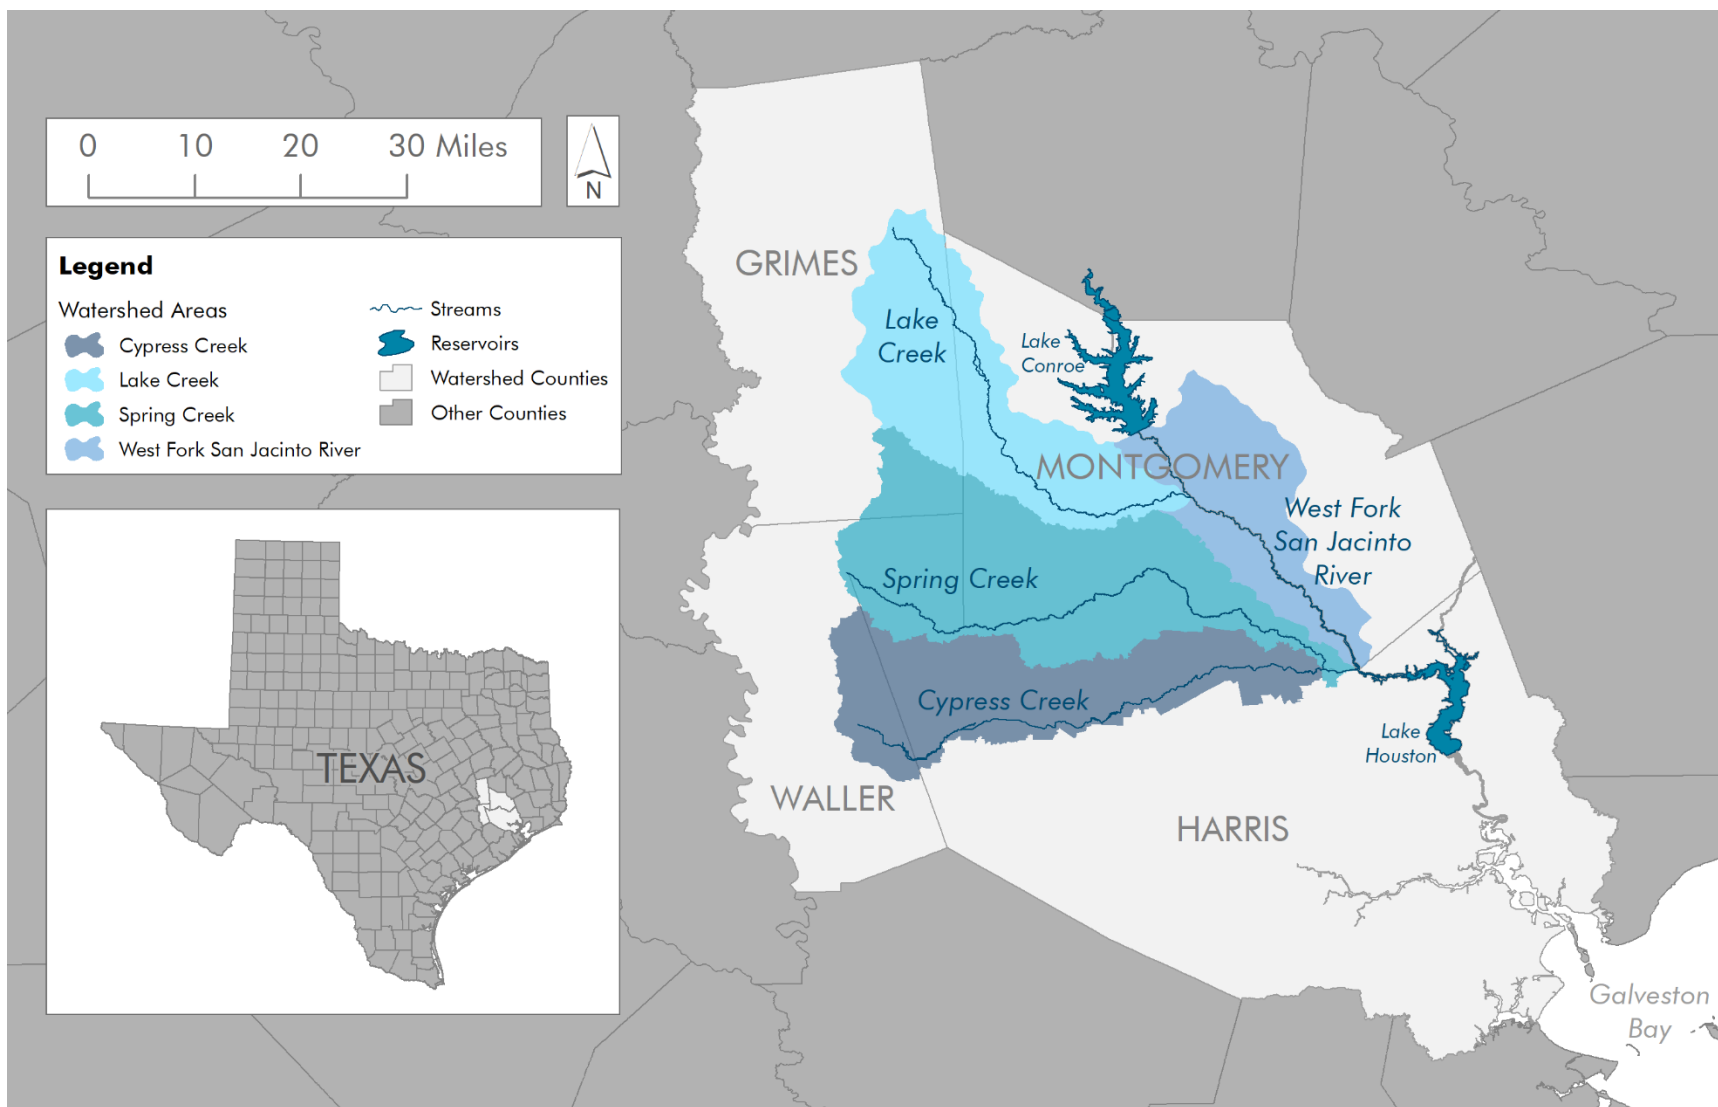 0 10 20 30 Miles
N
Legend
Watershed Areas
Cypress Creek
Lake Creek
Spring Creek
West Fork San Jacinto River
Streams
Reservoirs
Watershed Counties
Other Counties
TEXAS
GRIMES
Lake
Creek
Lake
Conroe
MONTGOMERY
West Fork
San Jacinto
River
Spring Creek
Cypress Creek
Lake
Houston
WALLER
HARRIS
Galveston
Bay